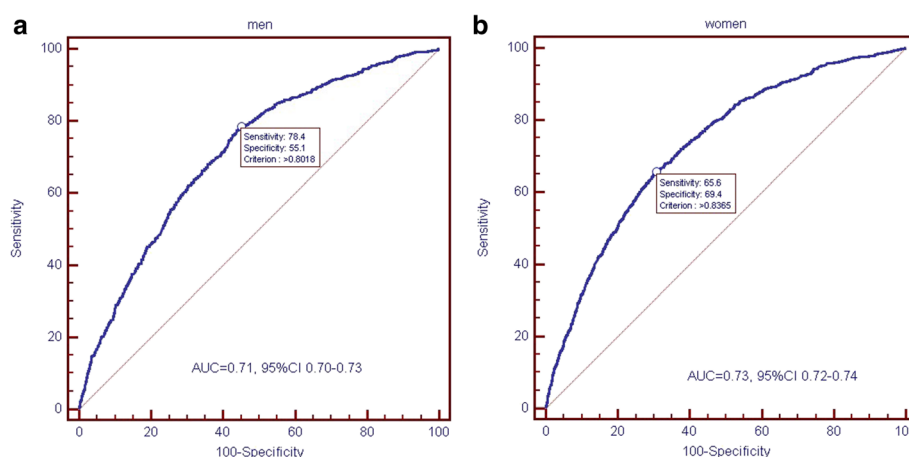 a
men
100
80
60
40
20
0
Sensitivity
Sensitivity: 78.4
Specificity: 55.1
Criterion : >0.8018
AUC=0.71, 95%CI 0.70-0.73
0 20 40 60 80 100
100-Specificity
b
women
100
80
60
40
20
0
Sensitivity
Sensitivity: 65.6
Specificity: 69.4
Criterion : >0.8365
AUC=0.73, 95%CI 0.72-0.74
0 20 40 60 80 10
100-Specificity